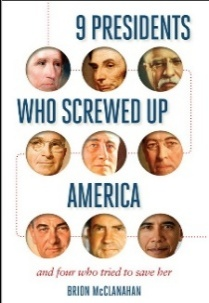 9 PRESIDENTS
WHO SCREWED UP
AMERICA
and four who tried to save her
BRION McCLANAHAN